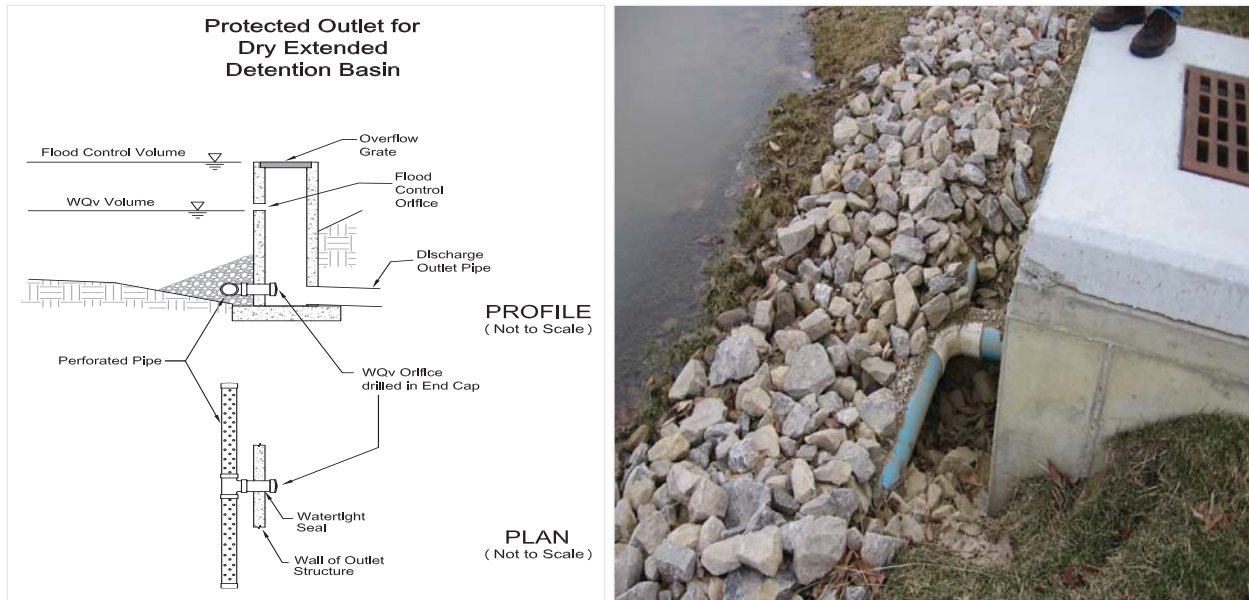 Protected Outlet for
Dry Extended
Detention Basin
Flood Control Volume
Overflow
Grate
Flood
Control
Orifice
WQv Volume
Discharge
Outlet Pipe
PROFILE
(Not to Scale)
Perforated Pipe
WQv Orifice
drilled in End Cap
Watertight
Seal
PLAN
(Not to Scale)
Wall of Outlet
Structure